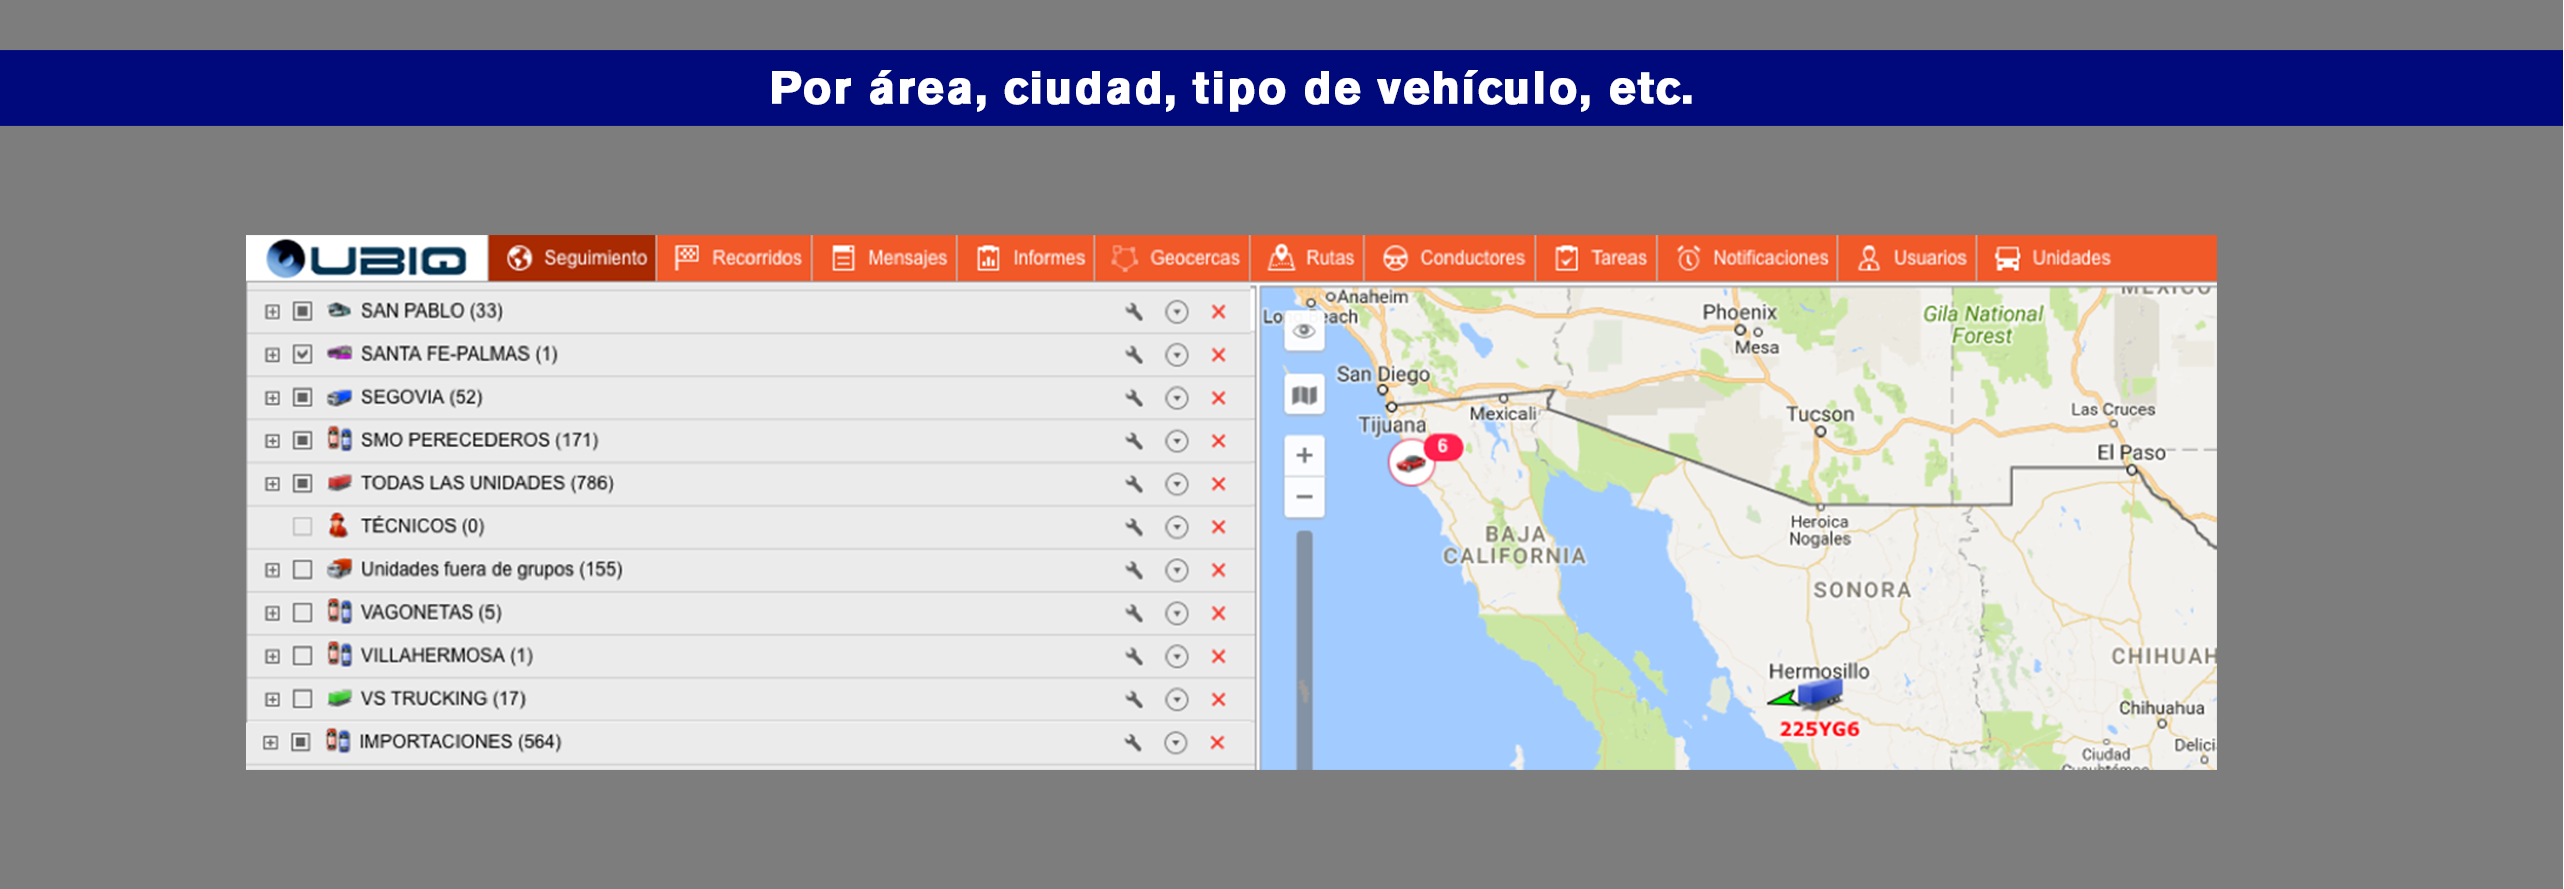 Por área, ciudad, tipo de vehículo, etc.
UBIQ
Seguimiento
Recorridos
Mensajes
Informes
Geocercas
Rutas
Conductores
Tareas
Notificaciones
Usuarios
Unidades
SAN PABLO (33)
SANTA FE-PALMAS (1)
SEGOVIA (52)
SMO PERECEDEROS (171)
TODAS LAS UNIDADES (786)
TÉCNICOS (0)
Unidades fuera de grupos (155)
VAGONETAS (5)
VILLAHERMOSA (1)
VS TRUCKING (17)
IMPORTACIONES (564)
Anaheim
Phoenix
Mesa
Gila National
Forest
San Diego
Tijuana
Mexicali
6
Tucson
Las Cruces
El Paso
BAJA
CALIFORNIA
Heroica
Nogales
SONORA
CHIHUAH
Hermosillo
225YG6
Chihuahua
Ciudad
Delici